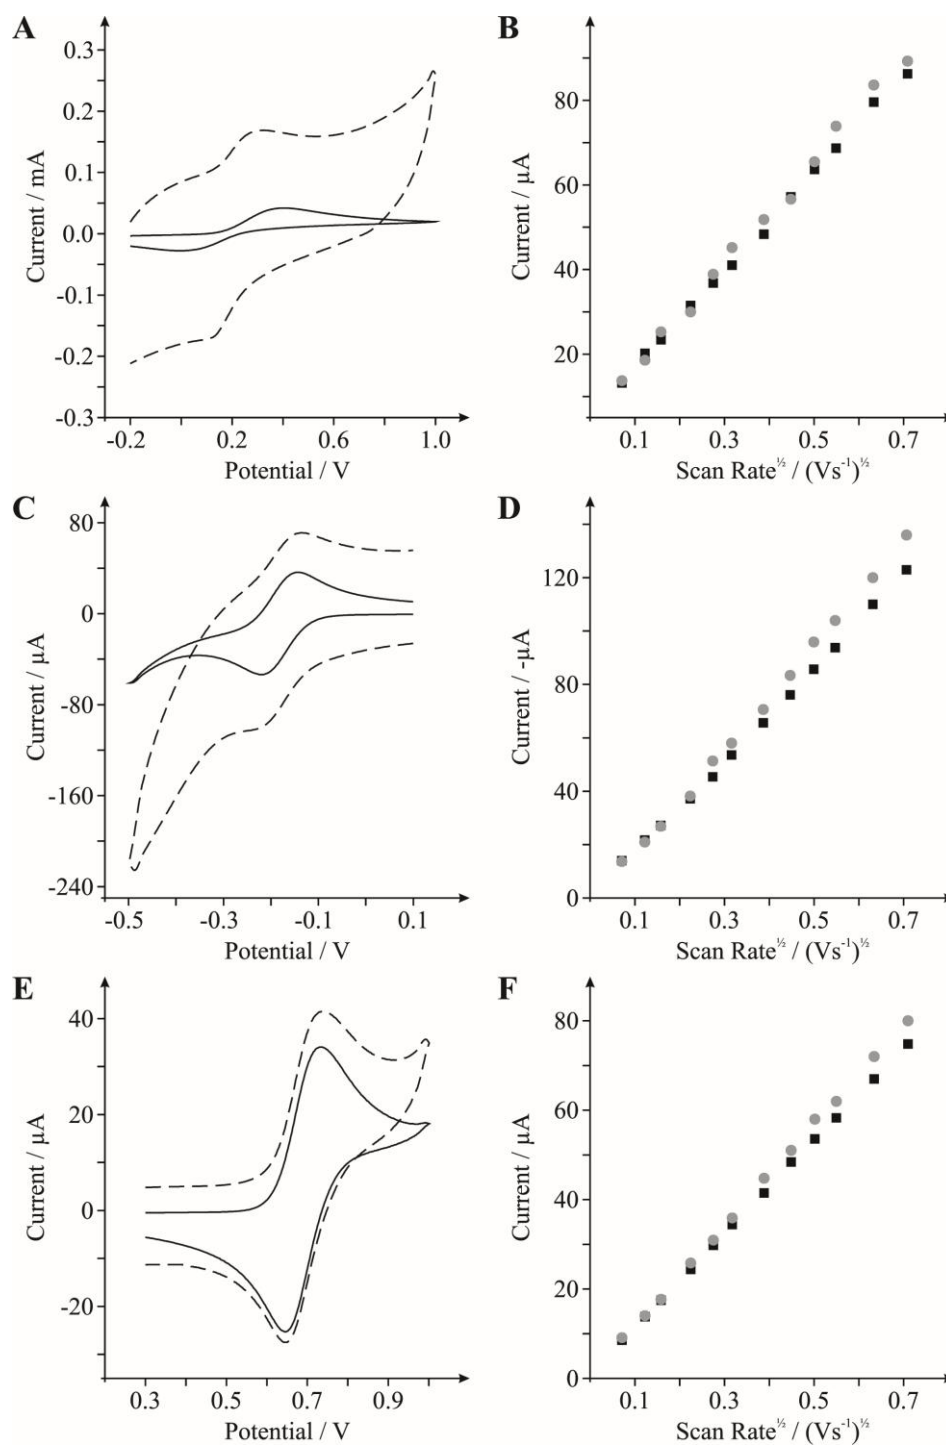 A
0.3
0.2
0.1
0.0
-0.1
-0.2
-0.3
Current / mA
-0.2 0.2 0.6 1.0
Potential / V
B
80
60
40
20
Current / µA
0.1 0.3 0.5 0.7
Scan Rate^½ / (Vs⁻¹)^½
C
80
0
-80
-160
-240
Current / µA
-0.5 -0.3 -0.1 0.1
Potential / V
D
120
80
40
0
Current / -µA
0.1 0.3 0.5 0.7
Scan Rate^½ / (Vs⁻¹)^½
E
40
20
0
-20
Current / µA
0.3 0.5 0.7 0.9
Potential / V
F
80
60
40
20
0
Current / µA
0.1 0.3 0.5 0.7
Scan Rate^½ / (Vs⁻¹)^½